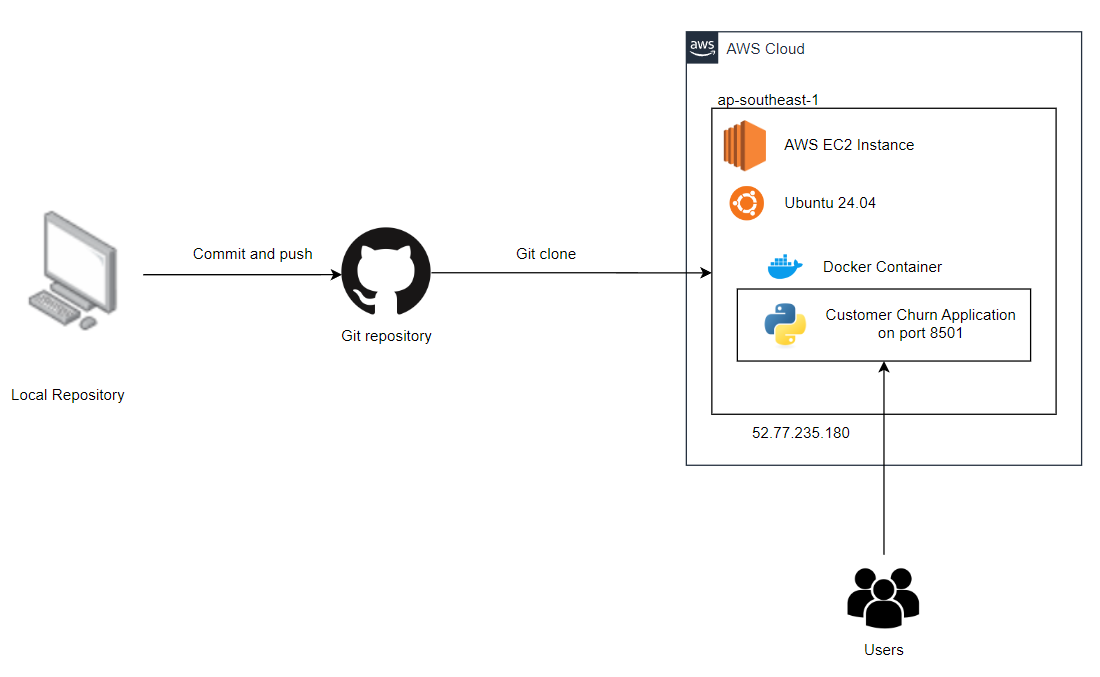 aws
AWS Cloud
ap-southeast-1
AWS EC2 Instance
Ubuntu 24.04
Commit and push
Git clone
Docker Container
Customer Churn Application
on port 8501
Git repository
Local Repository
52.77.235.180
Users